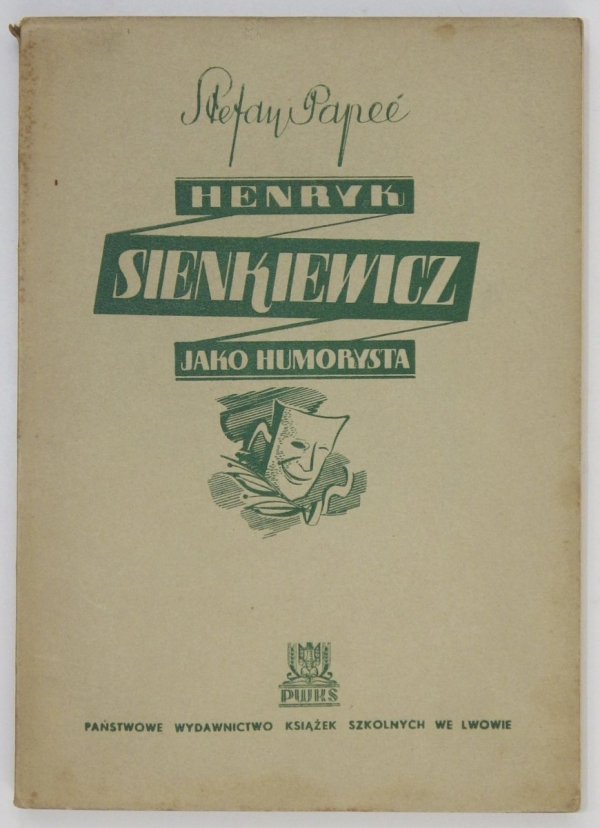 Stefan Papeé
HENRYK
SIENKIEWICZ
JAKO HUMORYSTA
PWKS
PAŃSTWOWE WYDAWNICTWO KSIĄŻEK SZKOLNYCH WE LWOWIE